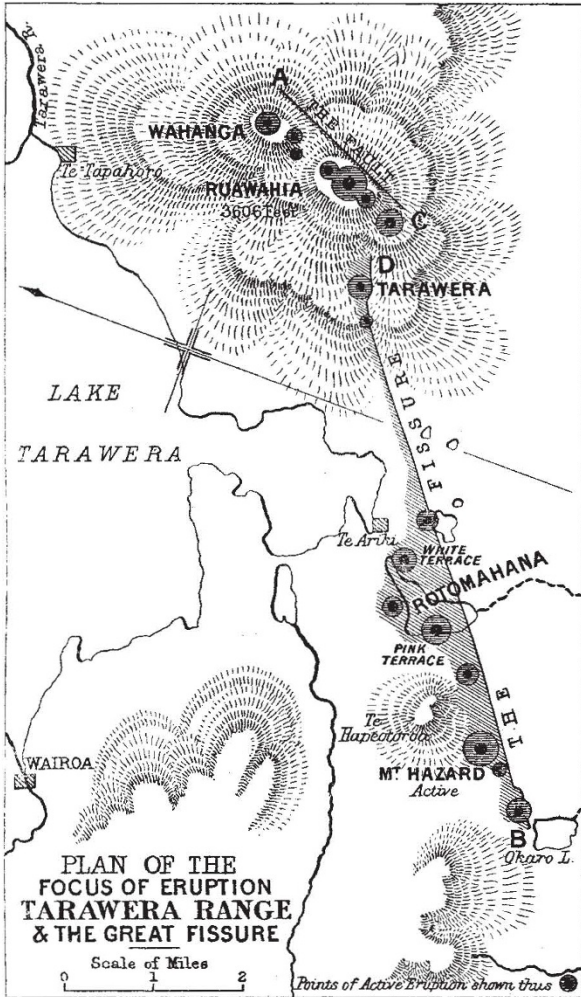 Tarawera R.
A
THE FAULT
WAHANGA
Te Tapahoro
RUAWAHIA
3606 Feet
C
D
TARAWERA
LAKE
TARAWERA
THE FISSURE
Te Ariki
WHITE
TERRACE
ROTOMAHANA
PINK
TERRACE
Te
Hapeotoroa
WAIROA
MT HAZARD
Active
B
Okaro L.
PLAN OF THE
FOCUS OF ERUPTION
TARAWERA RANGE
& THE GREAT FISSURE
Scale of Miles
0 1 2
Points of Active Eruption shown thus